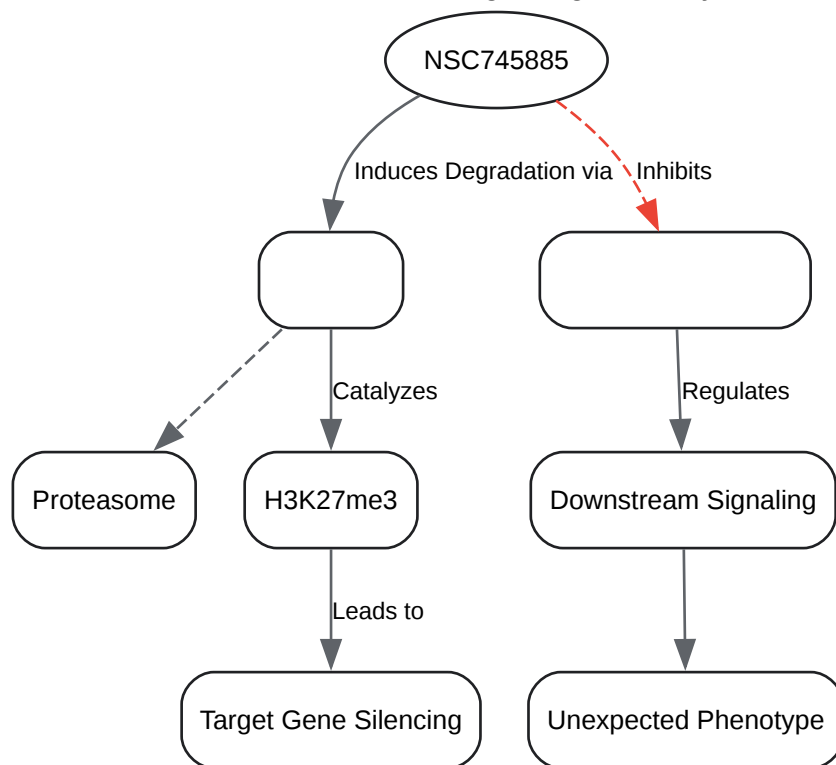 NSC745885
Induces Degradation via
Inhibits
Catalyzes
Regulates
Proteasome
H3K27me3
Downstream Signaling
Leads to
Target Gene Silencing
Unexpected Phenotype